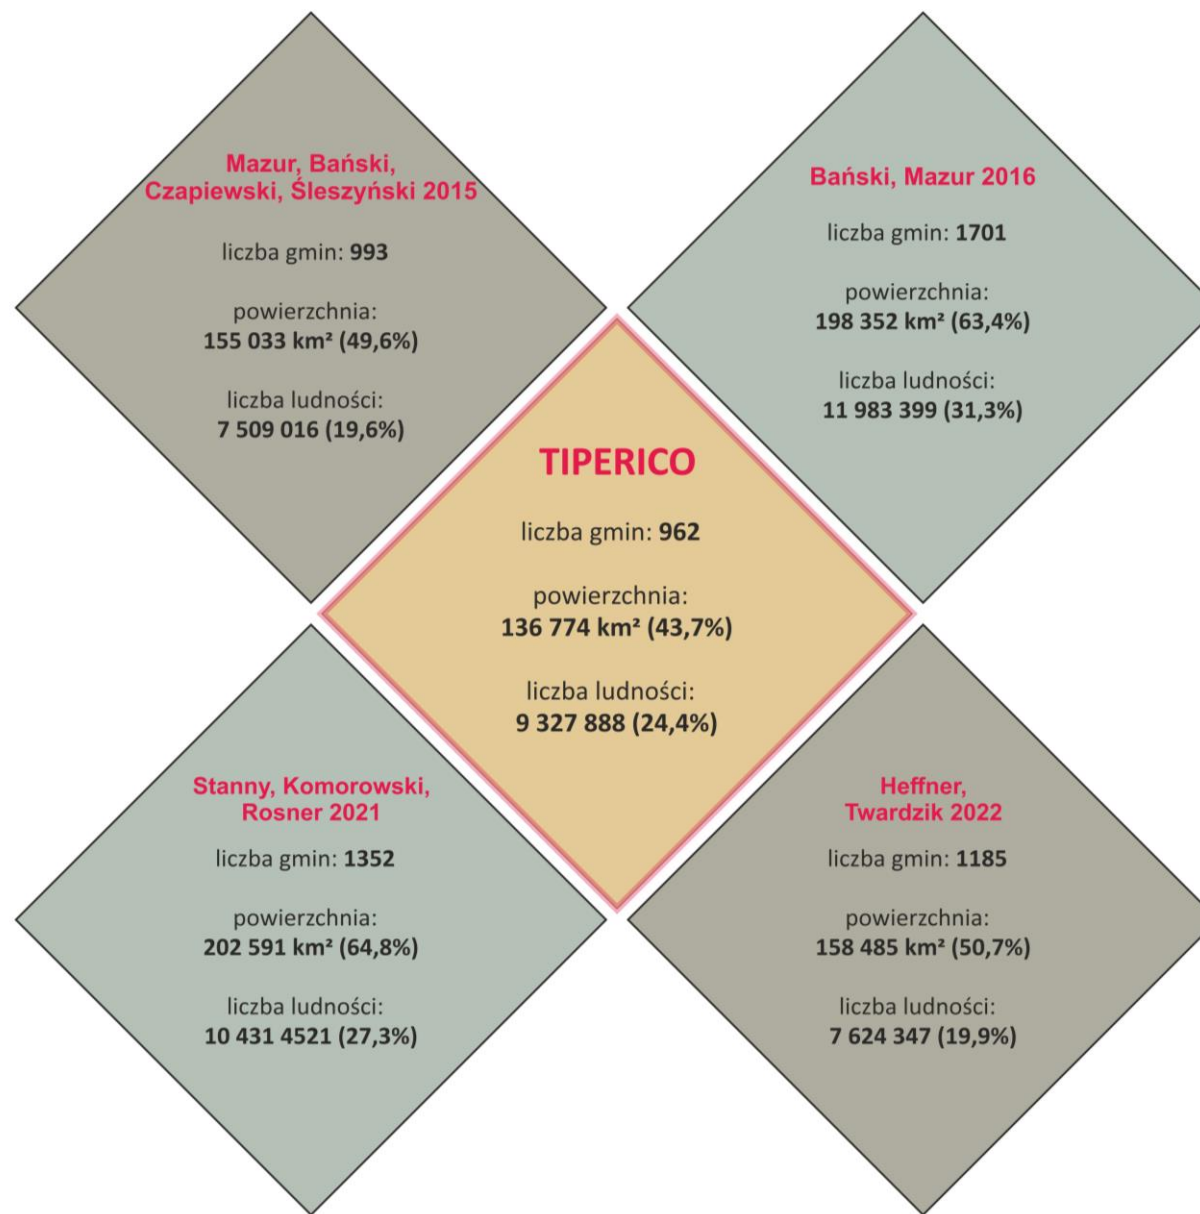 Mazur, Bański,
Czapiewski, Śleszyński 2015
liczba gmin: 993
powierzchnia:
155 033 km² (49,6%)
liczba ludności:
7 509 016 (19,6%)
Bański, Mazur 2016
liczba gmin: 1701
powierzchnia:
198 352 km² (63,4%)
liczba ludności:
11 983 399 (31,3%)
TIPERICO
liczba gmin: 962
powierzchnia:
136 774 km² (43,7%)
liczba ludności:
9 327 888 (24,4%)
Stanny, Komorowski,
Rosner 2021
liczba gmin: 1352
powierzchnia:
202 591 km² (64,8%)
liczba ludności:
10 431 4521 (27,3%)
Heffner,
Twardzik 2022
liczba gmin: 1185
powierzchnia:
158 485 km² (50,7%)
liczba ludności:
7 624 347 (19,9%)